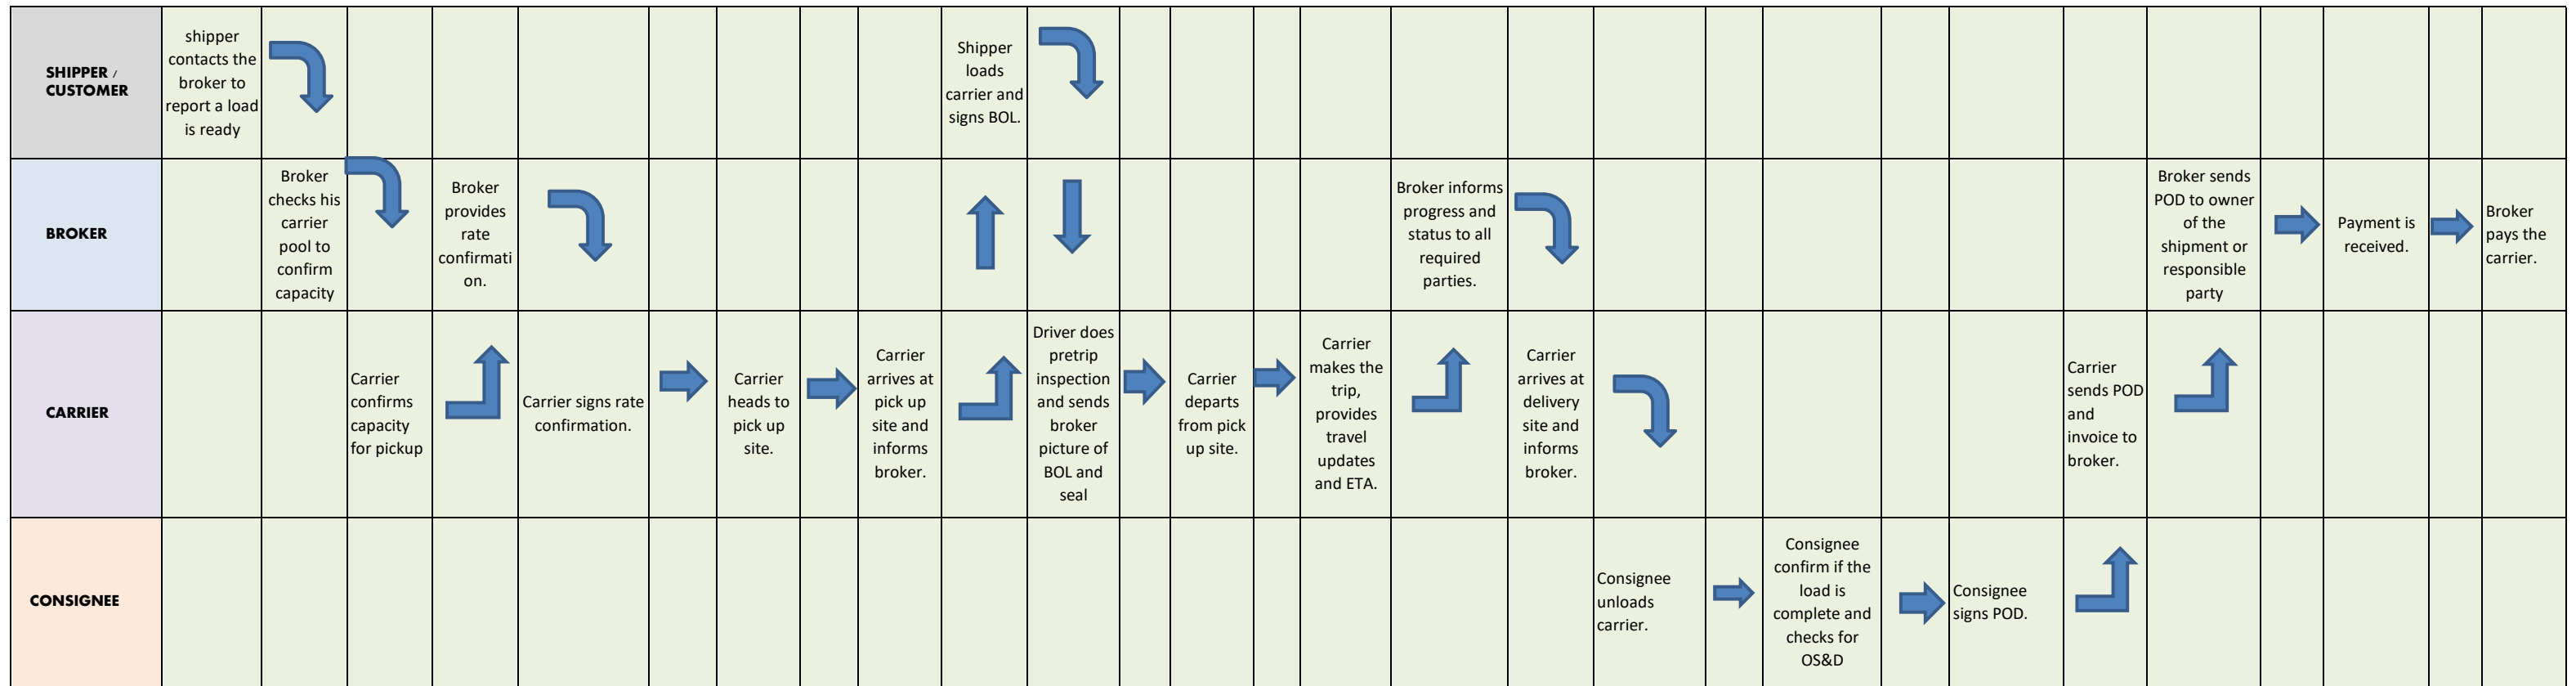 SHIPPER /
CUSTOMER
shipper
contacts the
broker to
report a load
is ready
Shipper
loads
carrier and
signs BOL.
BROKER
Broker
checks his
carrier
pool to
confirm
capacity
Broker
provides
rate
confirmati
on.
Broker informs
progress and
status to all
required
parties.
Broker sends
POD to owner
of the
shipment or
responsible
party
Payment is
received.
Broker
pays the
carrier.
CARRIER
Carrier
confirms
capacity
for pickup
Carrier signs rate
confirmation.
Carrier
heads to
pick up
site.
Carrier
arrives at
pick up
site and
informs
broker.
Driver does
pretrip
inspection
and sends
broker
picture of
BOL and
seal
Carrier
departs
from pick
up site.
Carrier
makes the
trip,
provides
travel
updates
and ETA.
Carrier
arrives at
delivery
site and
informs
broker.
Carrier
sends POD
and
invoice to
broker.
CONSIGNEE
Consignee
unloads
carrier.
Consignee
confirm if the
load is
complete and
checks for
OS&D
Consignee
signs POD.